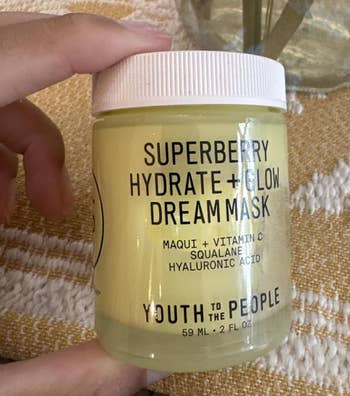 SUPERBERRY
HYDRATE + GLOW
DREAM MASK
MAQUI + VITAMIN C
SQUALANE
HYALURONIC ACID
YOUTH TO THE PEOPLE
59 ML • 2 FL OZ